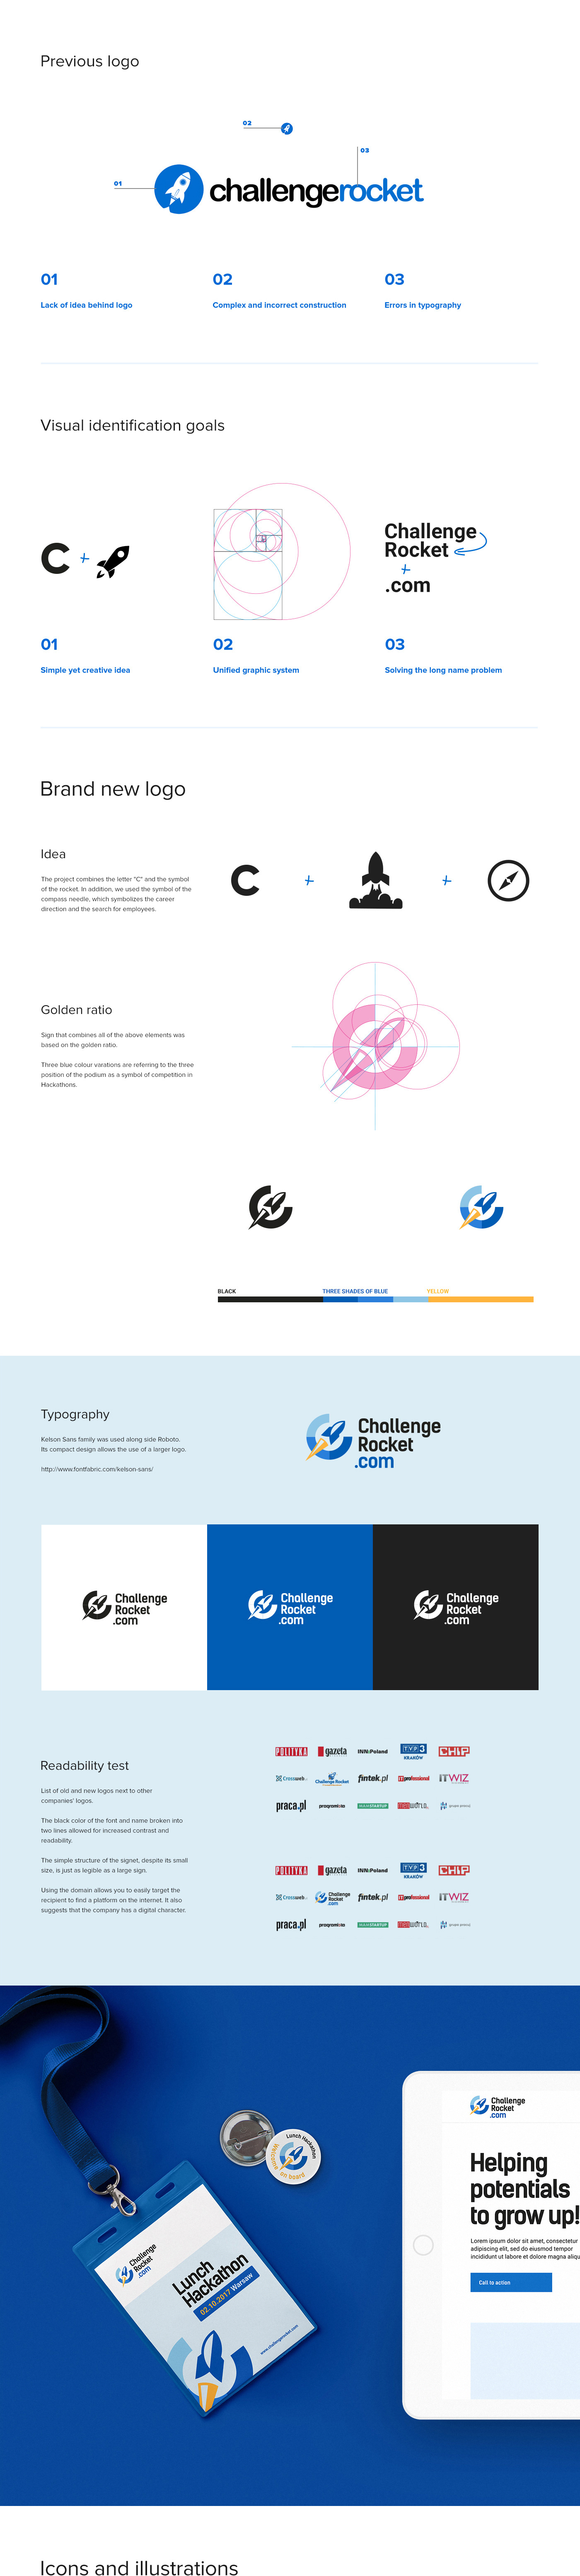 Previous logo
02
03
01
challengerocket
01
02
03
Lack of idea behind logo
Complex and incorrect construction
Errors in typography
Visual identification goals
C
Challenge
Rocket
.com
01
02
03
Simple yet creative idea
Unified graphic system
Solving the long name problem
Brand new logo
Idea
The project combines the letter "C" and the symbol
of the rocket. In addition, we used the symbol of the
compass needle, which symbolizes the career
direction and the search for employees.
C
Golden ratio
Sign that combines all of the above elements was
based on the golden ratio.
Three blue colour varations are referring to the three
position of the podium as a symbol of competition in
Hackathons.
BLACK
THREE SHADES OF BLUE
YELLOW
Typography
Kelson Sans family was used along side Roboto.
Its compact design allows the use of a larger logo.
http://www.fontfabric.com/kelson-sans/
Challenge
Rocket
.com
Challenge
Rocket
.com
Challenge
Rocket
.com
Challenge
Rocket
.com
Readability test
List of old and new logos next to other
companies' logos.
The black color of the font and name broken into
two lines allowed for increased contrast and
readability.
The simple structure of the signet, despite its small
size, is just as legible as a large sign.
Using the domain allows you to easily target the
recipient to find a platform on the internet. It also
suggests that the company has a digital character.
POLITYKA
gazeta
INN:Poland
TVP3
KRAKÓW
CHIP
Crossweb
Challenge Rocket
fintek.pl
ITprofessional
ITWIZ
praca.pl
programista
MAMSTARTUP
POLITYKA
gazeta
INN:Poland
TVP3
KRAKÓW
CHIP
Crossweb
Challenge
Rocket
.com
fintek.pl
ITprofessional
ITWIZ
praca.pl
programista
MAMSTARTUP
Challenge
Rocket
.com
Lunch
Hackathon
02.10.2017 Warsaw
www.challengerocket.com
Lunch Hackathon
Welcome on board
Challenge
Rocket
.com
Helping
potentials
to grow up!
Lorem ipsum dolor sit amet, consectetur
adipiscing elit, sed do eiusmod tempor
incididunt ut labore et dolore magna aliqu
Call to action
Icons and illustrations